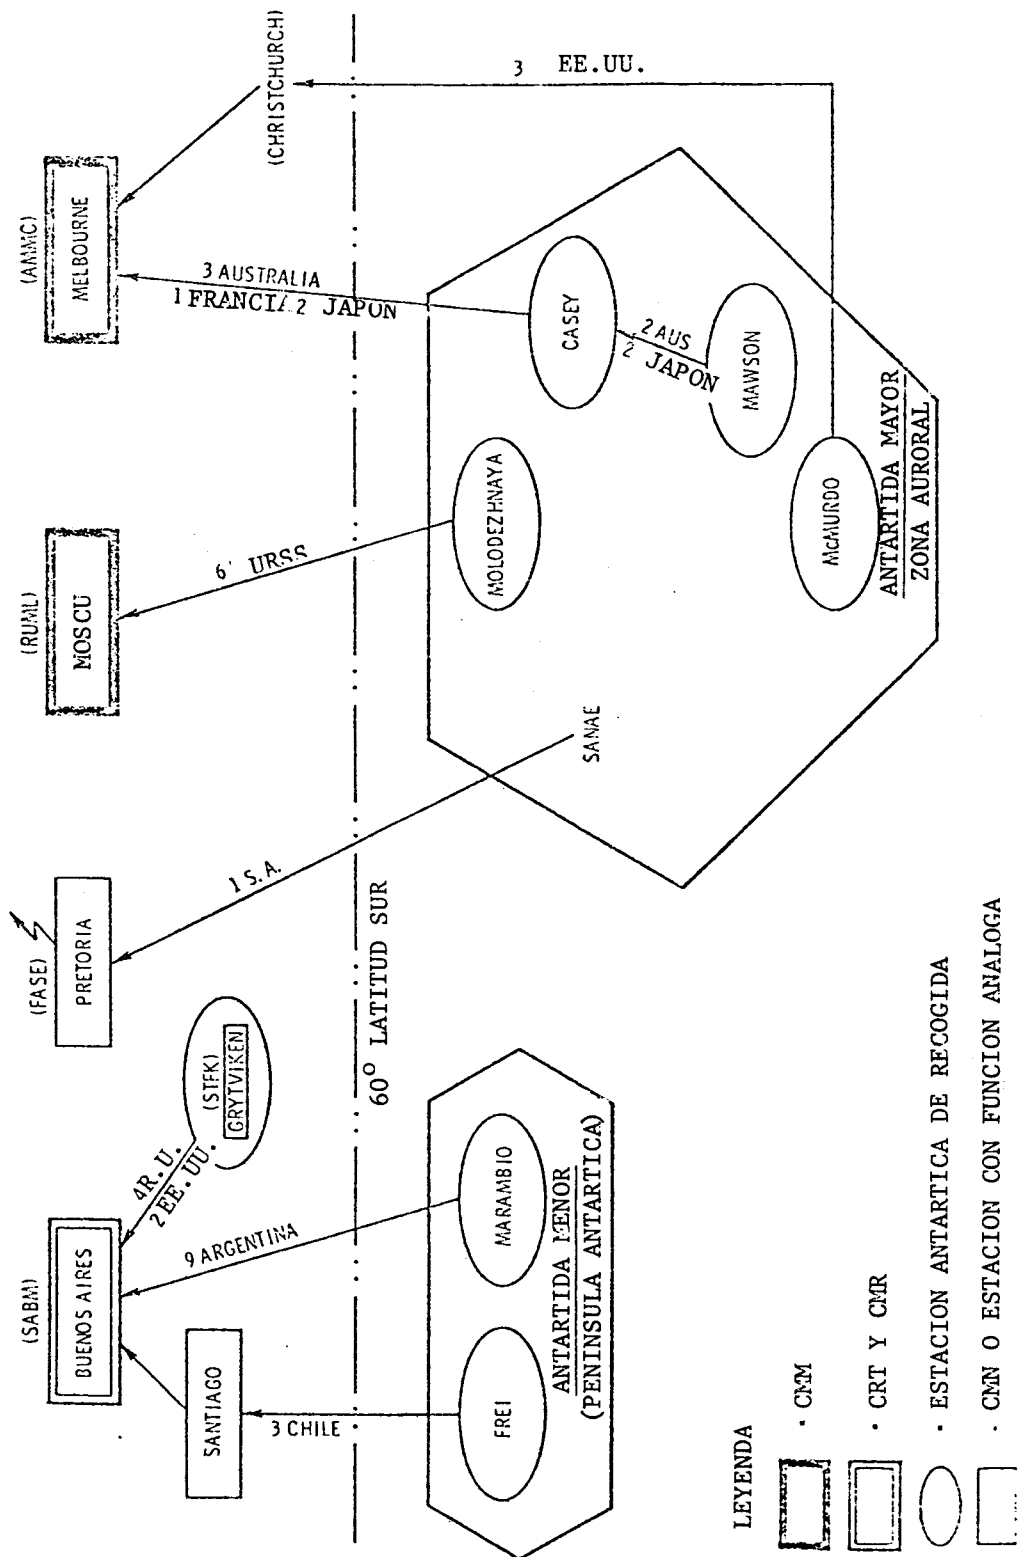 (SABM)
BUENOS AIRES
(FASE)
PRETORIA
(RUML)
MOSCU
(AMMC)
MELBOURNE
SANTIAGO
4R.U.
2 EE.UU.
(STFK)
GRYTVIKEN
(CHRISTCHURCH)
3 CHILE
9 ARGENTINA
1 S.A.
6 URSS
3 AUSTRALIA
1 FRANCIA 2 JAPON
3 EE.UU.
60° LATITUD SUR
FREI
MARAMBIO
ANTARTIDA MENOR
(PENINSULA ANTARTICA)
SANAE
MOLODEZHNAYA
CASEY
2 AUS
2 JAPON
MAWSON
McMURDO
ANTARTIDA MAYOR
ZONA AURORAL
LEYENDA
· CMM
· CRT Y CMR
· ESTACION ANTARTICA DE RECOGIDA
· CMN O ESTACION CON FUNCION ANALOGA